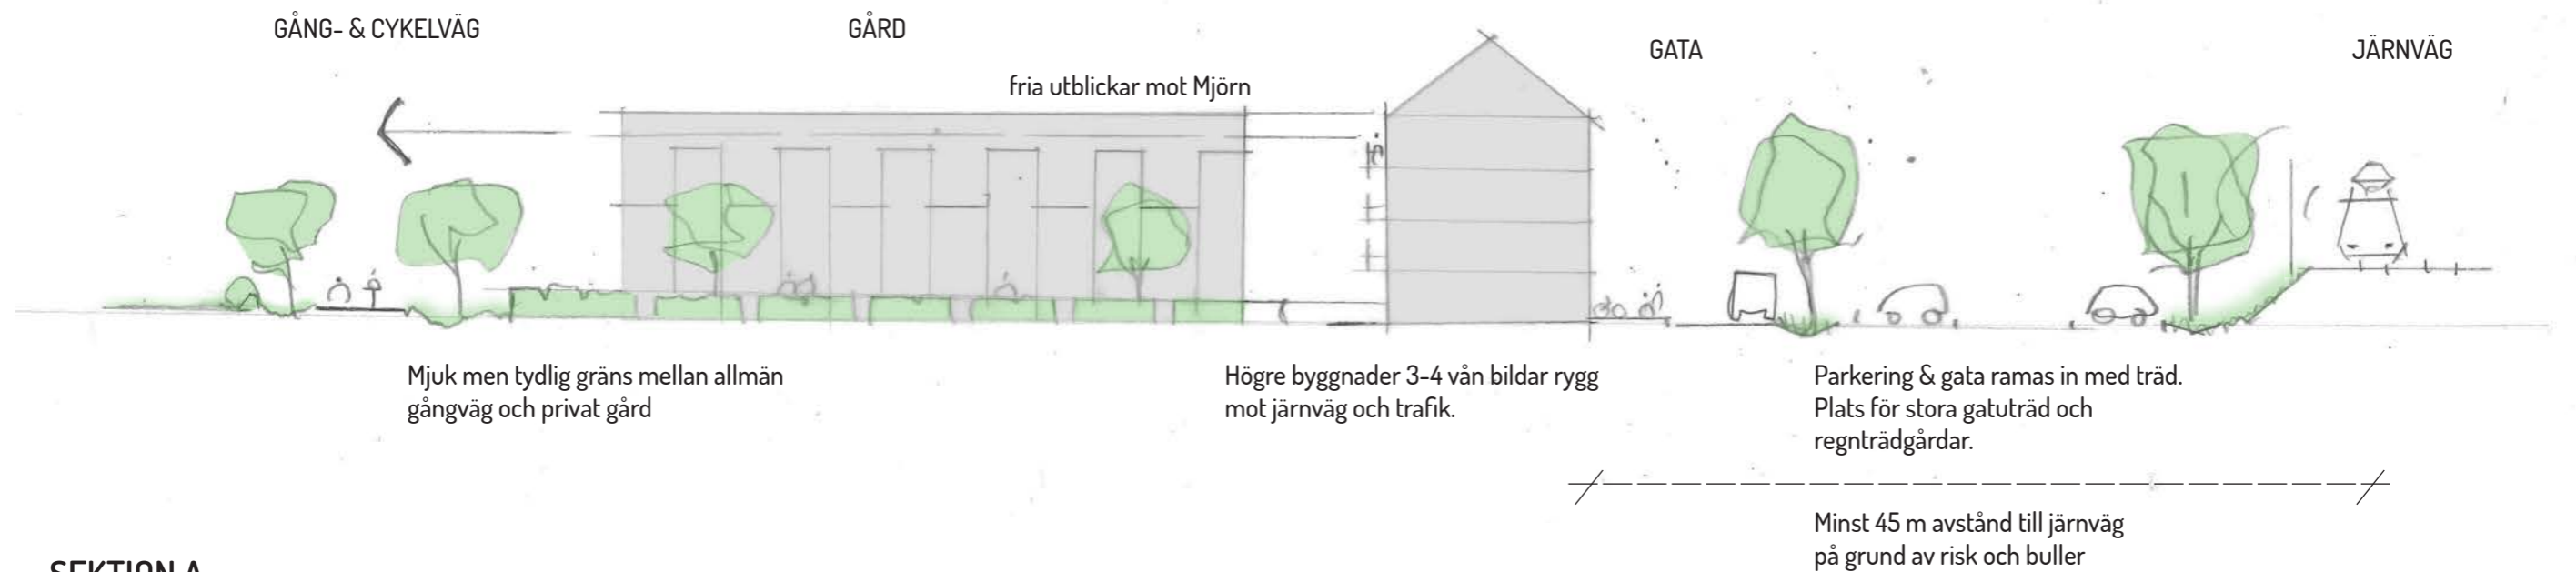 GÅNG- & CYKELVÄG
GÅRD
GATA
JÄRNVÄG
fria utblickar mot Mjörn
Mjuk men tydlig gräns mellan allmän
gångväg och privat gård
Högre byggnader 3-4 vån bildar rygg
mot järnväg och trafik.
Parkering & gata ramas in med träd.
Plats för stora gatuträd och
regnträdgårdar.
Minst 45 m avstånd till järnväg
på grund av risk och buller
SEKTION A